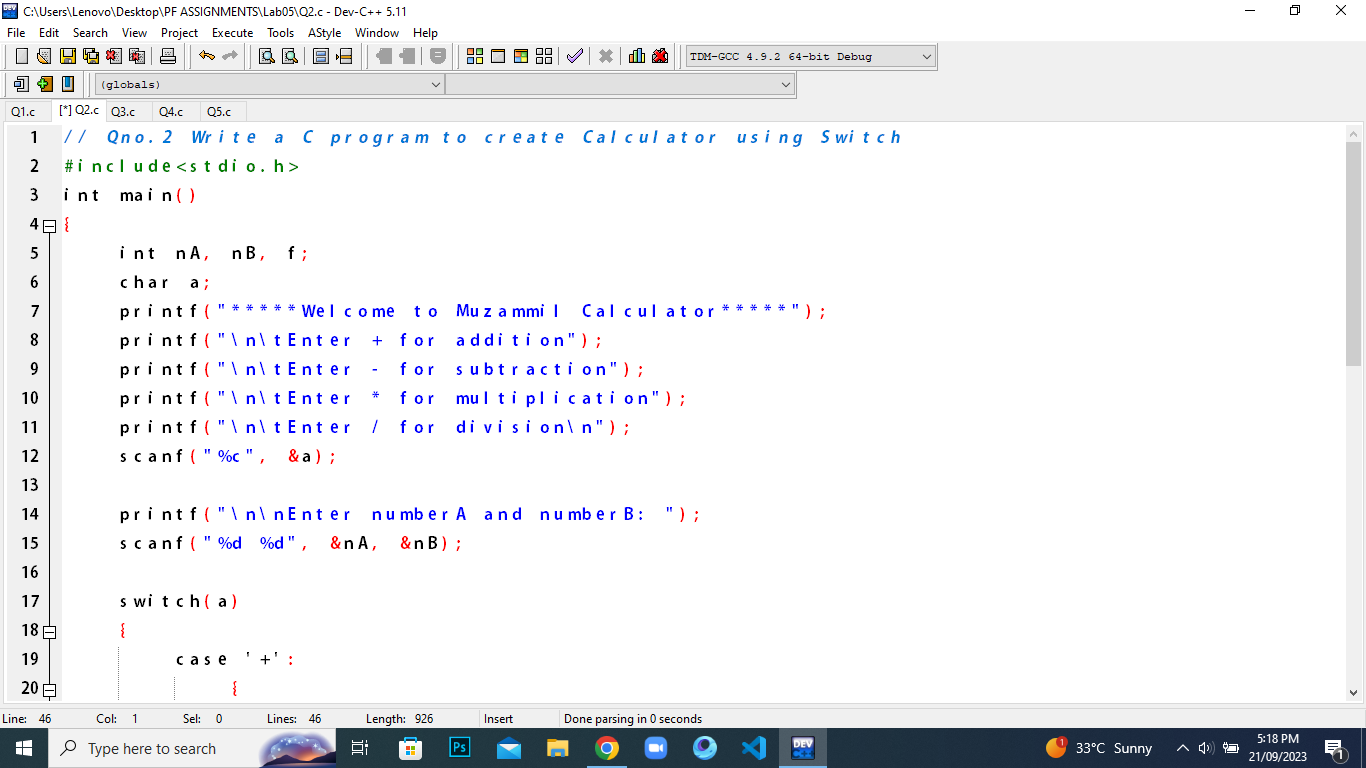 C:\Users\Lenovo\Desktop\PF ASSIGNMENTS\Lab05\Q2.c - Dev-C++ 5.11
File Edit Search View Project Execute Tools AStyle Window Help
TDM-GCC 4.9.2 64-bit Debug
(globals)
Q1.c [*] Q2.c Q3.c Q4.c Q5.c
1 // Qno.2 Write a C program to create Calculator using Switch
2 #include<stdio.h>
3 int main()
4 {
5 int nA, nB, f;
6 char a;
7 printf("*****Welcome to Muzammil Calculator*****");
8 printf("\n\tEnter + for addition");
9 printf("\n\tEnter - for subtraction");
10 printf("\n\tEnter * for multiplication");
11 printf("\n\tEnter / for division\n");
12 scanf("%c", &a);
13
14 printf("\n\nEnter numberA and numberB: ");
15 scanf("%d %d", &nA, &nB);
16
17 switch(a)
18 {
19 case '+':
20 {
Line: 46 Col: 1 Sel: 0 Lines: 46 Length: 926 Insert Done parsing in 0 seconds
Type here to search
Ps
DEV
1
33°C Sunny
5:18 PM
21/09/2023
1